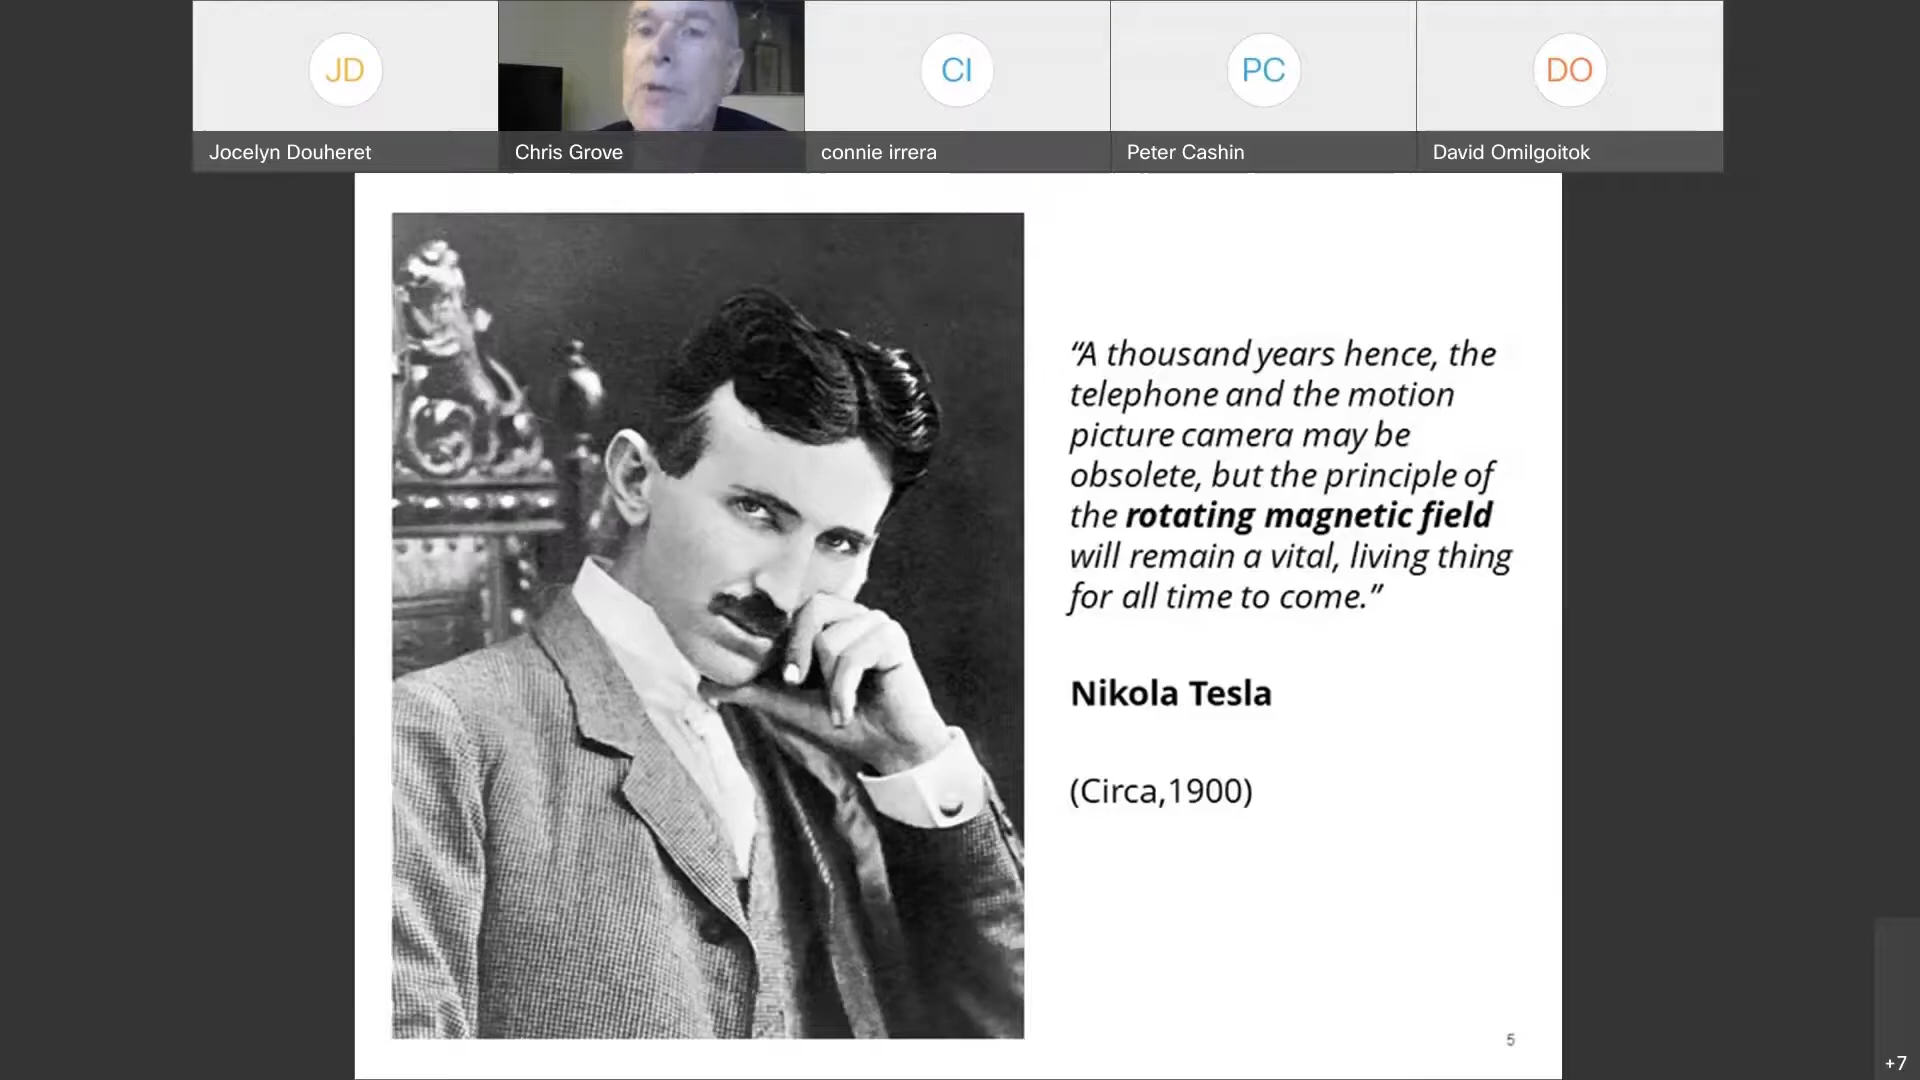 JD
CI
PC
DO
Jocelyn Douheret
Chris Grove
connie irrera
Peter Cashin
David Omilgoitok
“A thousand years hence, the
telephone and the motion
picture camera may be
obsolete, but the principle of
the rotating magnetic field
will remain a vital, living thing
for all time to come.”
Nikola Tesla
(Circa,1900)
5
+7